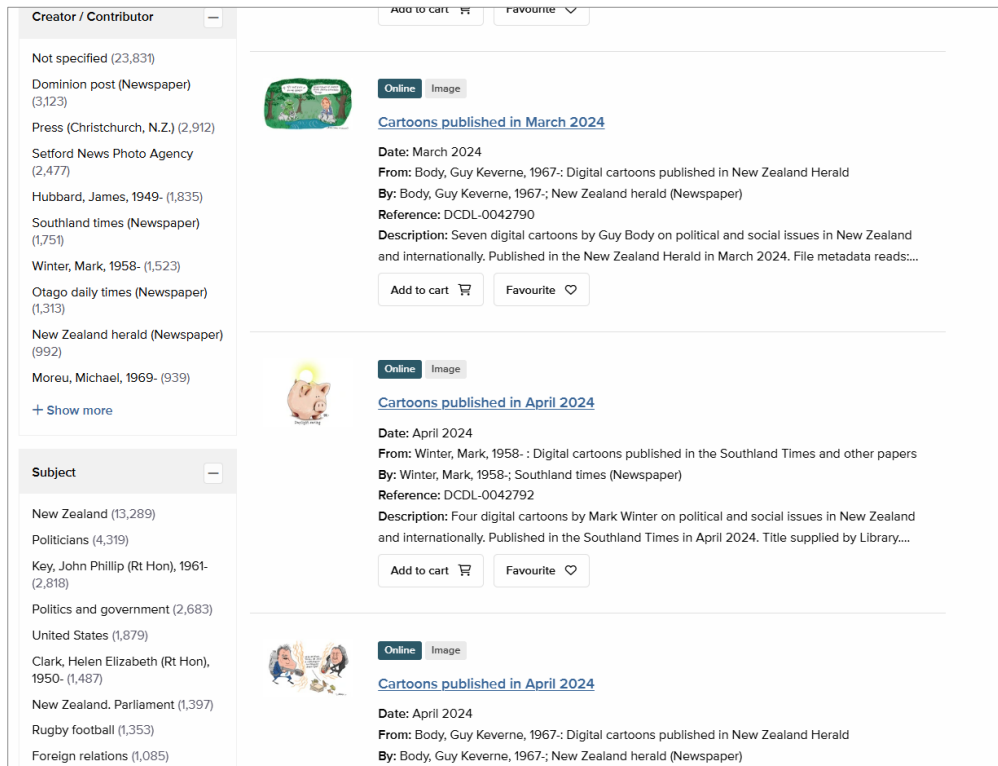 Creator / Contributor
Not specified (23,831)
Dominion post (Newspaper)
(3,123)
Press (Christchurch, N.Z.) (2,912)
Setford News Photo Agency
(2,477)
Hubbard, James, 1949- (1,835)
Southland times (Newspaper)
(1,751)
Winter, Mark, 1958- (1,523)
Otago daily times (Newspaper)
(1,313)
New Zealand herald (Newspaper)
(992)
Moreu, Michael, 1969- (939)
+ Show more
Subject
New Zealand (13,289)
Politicians (4,319)
Key, John Phillip (Rt Hon), 1961-
(2,818)
Politics and government (2,683)
United States (1,879)
Clark, Helen Elizabeth (Rt Hon),
1950- (1,487)
New Zealand. Parliament (1,397)
Rugby football (1,353)
Foreign relations (1,085)
Add to cart Favourite
Online Image
Cartoons published in March 2024
Date: March 2024
From: Body, Guy Keverne, 1967-: Digital cartoons published in New Zealand Herald
By: Body, Guy Keverne, 1967-; New Zealand herald (Newspaper)
Reference: DCDL-0042790
Description: Seven digital cartoons by Guy Body on political and social issues in New Zealand
and internationally. Published in the New Zealand Herald in March 2024. File metadata reads:...
Add to cart Favourite
Online Image
Cartoons published in April 2024
Date: April 2024
From: Winter, Mark, 1958- : Digital cartoons published in the Southland Times and other papers
By: Winter, Mark, 1958-; Southland times (Newspaper)
Reference: DCDL-0042792
Description: Four digital cartoons by Mark Winter on political and social issues in New Zealand
and internationally. Published in the Southland Times in April 2024. Title supplied by Library....
Add to cart Favourite
Online Image
Cartoons published in April 2024
Date: April 2024
From: Body, Guy Keverne, 1967-: Digital cartoons published in New Zealand Herald
By: Body, Guy Keverne, 1967-; New Zealand herald (Newspaper)